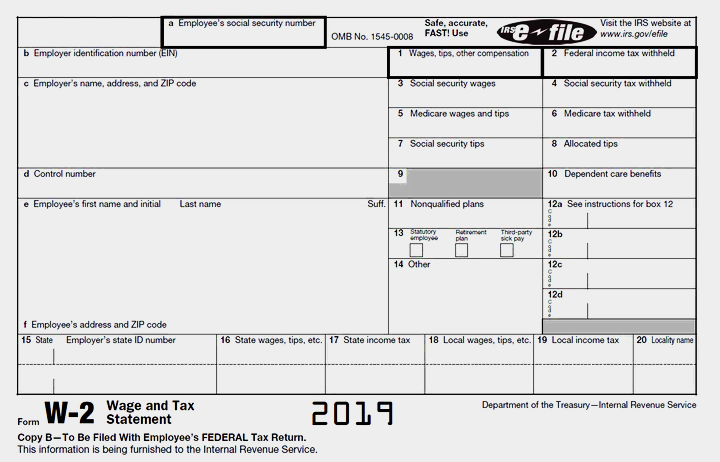 a Employee's social security number
OMB No. 1545-0008
Safe, accurate,
FAST! Use
IRS e file
Visit the IRS website at
www.irs.gov/efile
b Employer identification number (EIN)
1 Wages, tips, other compensation
2 Federal income tax withheld
c Employer's name, address, and ZIP code
3 Social security wages
4 Social security tax withheld
5 Medicare wages and tips
6 Medicare tax withheld
7 Social security tips
8 Allocated tips
d Control number
9
10 Dependent care benefits
e Employee's first name and initial Last name Suff.
11 Nonqualified plans
12a See instructions for box 12
Code
13 Statutory employee Retirement plan Third-party sick pay
12b
Code
14 Other
12c
Code
12d
Code
f Employee's address and ZIP code
15 State Employer's state ID number
16 State wages, tips, etc.
17 State income tax
18 Local wages, tips, etc.
19 Local income tax
20 Locality name
Form W-2 Wage and Tax Statement
2019
Department of the Treasury—Internal Revenue Service
Copy B—To Be Filed With Employee's FEDERAL Tax Return.
This information is being furnished to the Internal Revenue Service.